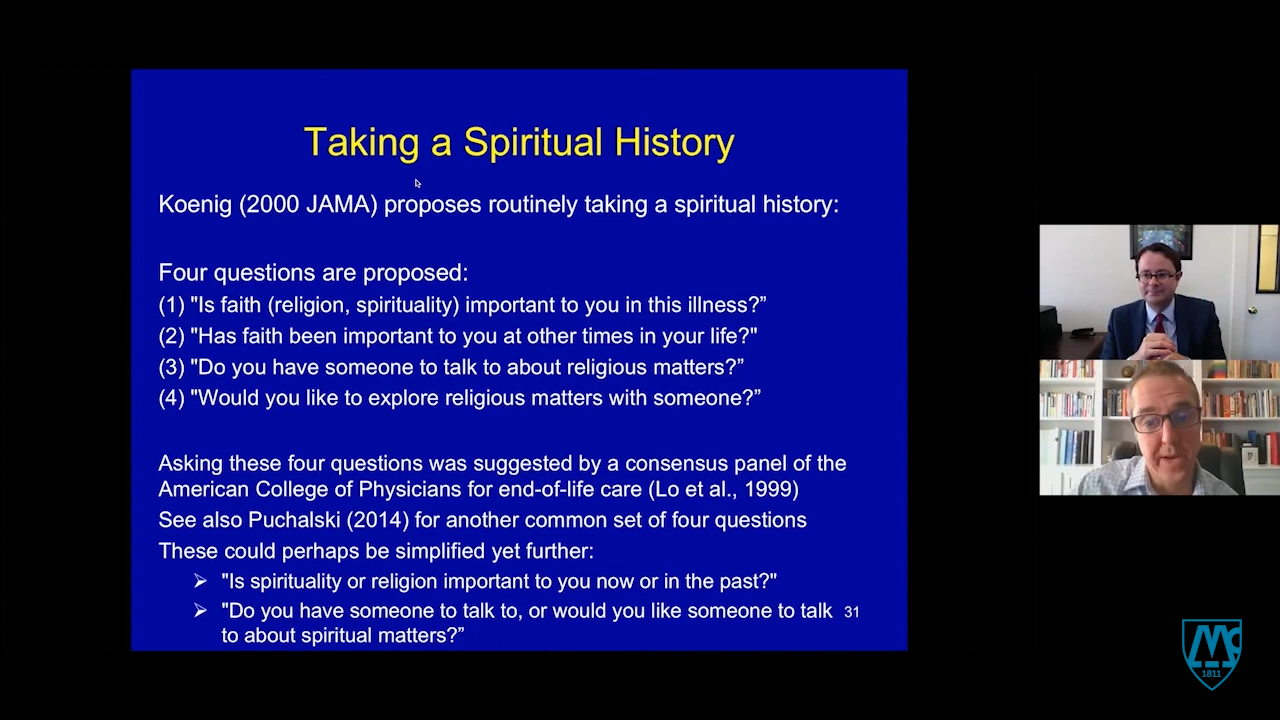 Taking a Spiritual History
Koenig (2000 JAMA) proposes routinely taking a spiritual history:
Four questions are proposed:
(1) "Is faith (religion, spirituality) important to you in this illness?”
(2) "Has faith been important to you at other times in your life?"
(3) "Do you have someone to talk to about religious matters?”
(4) "Would you like to explore religious matters with someone?”
Asking these four questions was suggested by a consensus panel of the
American College of Physicians for end-of-life care (Lo et al., 1999)
See also Puchalski (2014) for another common set of four questions
These could perhaps be simplified yet further:
➢ "Is spirituality or religion important to you now or in the past?"
➢ "Do you have someone to talk to, or would you like someone to talk
to about spiritual matters?”
31
Mc
1811